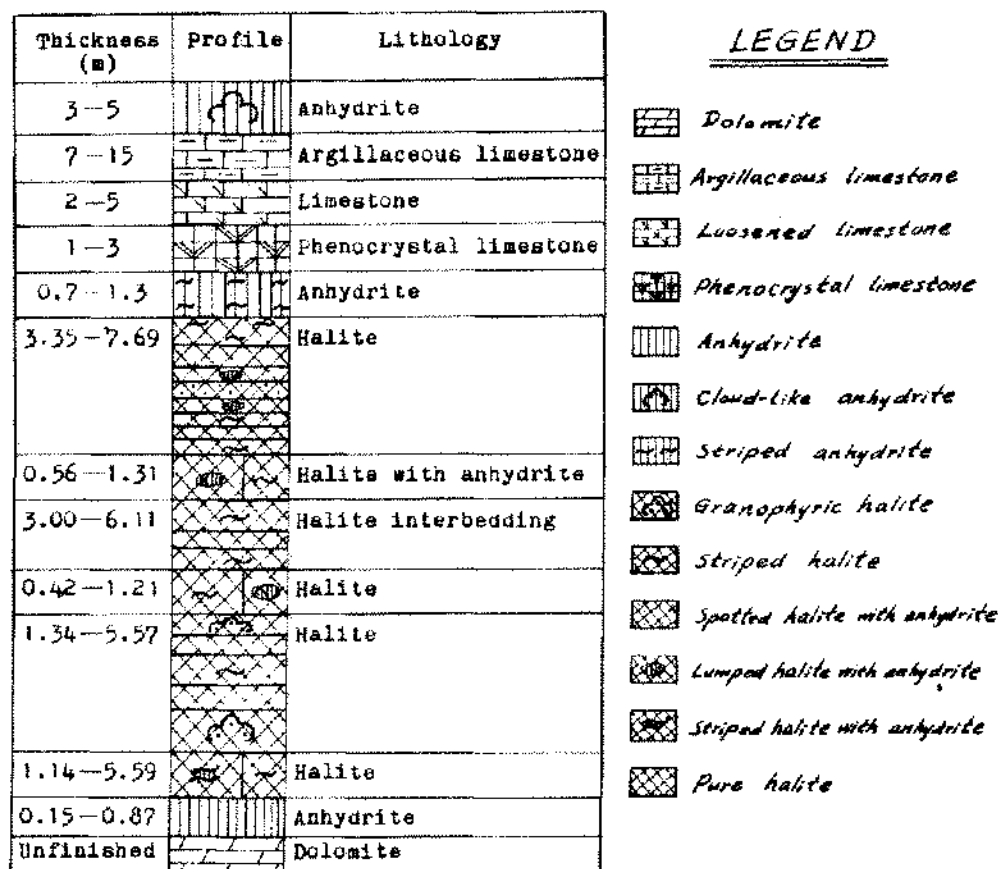 Thickness (m) Profile Lithology
3—5 Anhydrite
7—15 Argillaceous limestone
2—5 Limestone
1—3 Phenocrystal limestone
0.7—1.3 Anhydrite
3.35—7.69 Halite
0.56—1.31 Halite with anhydrite
3.00—6.11 Halite interbedding
0.42—1.21 Halite
1.34—5.57 Halite
1.14—5.59 Halite
0.15—0.87 Anhydrite
Unfinished Dolomite
LEGEND
Dolomite
Argillaceous limestone
Luosened limestone
Phenocrystal limestone
Anhydrite
Cloud-like anhydrite
Striped anhydrite
Granophyric halite
Striped halite
Spotted halite with anhydrite
Lumped halite with anhydrite
Striped halite with anhydrite
Pure halite